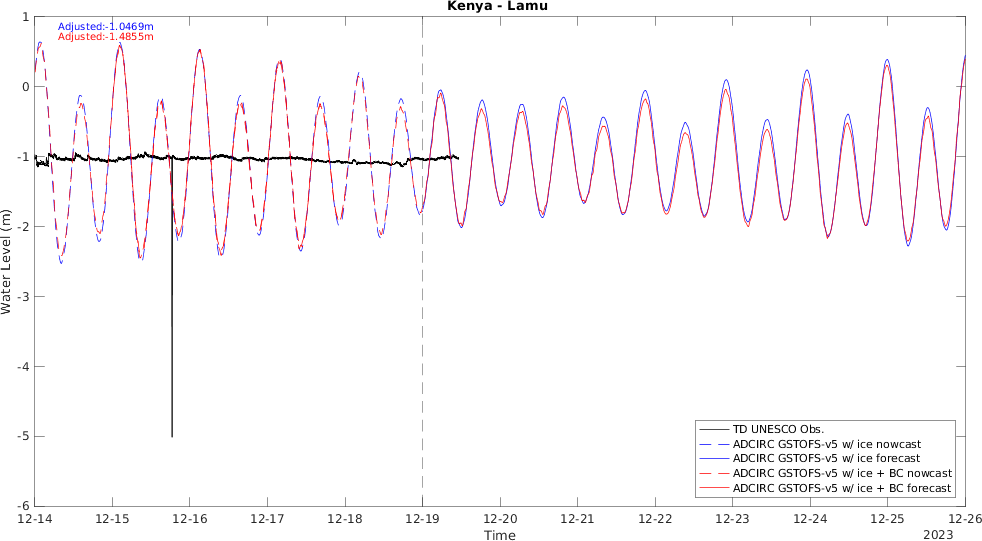 Kenya - Lamu
Adjusted:-1.0469m
Adjusted:-1.4855m
1
0
-1
-2
-3
-4
-5
-6
Water Level (m)
TD UNESCO Obs.
ADCIRC GSTOFS-v5 w/ ice nowcast
ADCIRC GSTOFS-v5 w/ ice forecast
ADCIRC GSTOFS-v5 w/ ice + BC nowcast
ADCIRC GSTOFS-v5 w/ ice + BC forecast
12-14 12-15 12-16 12-17 12-18 12-19 12-20 12-21 12-22 12-23 12-24 12-25 12-26
Time
2023